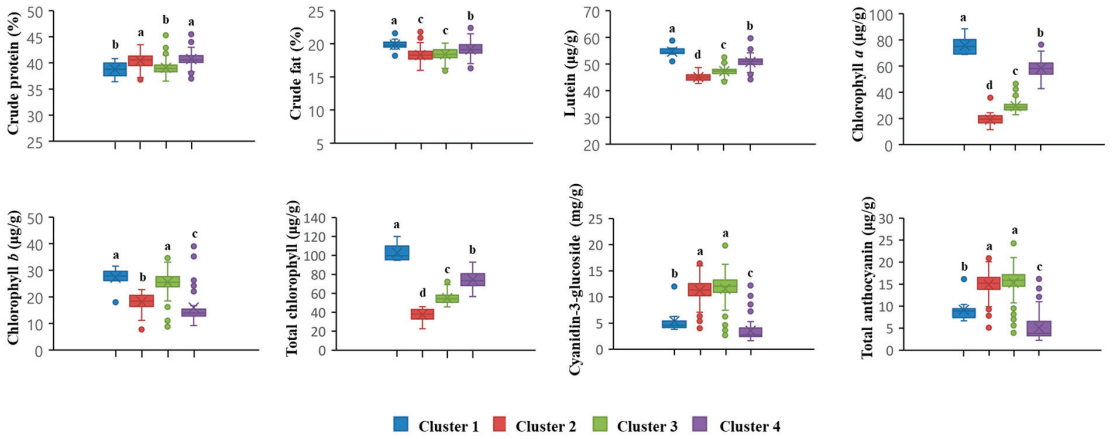 Crude protein (%)
50
45
40
35
30
25
b
a
b
a
Crude fat (%)
25
20
15
10
5
a
c
c
b
Lutein (µg/g)
70
60
50
40
30
20
a
d
c
b
Chlorophyll a (µg/g)
100
80
60
40
20
0
a
d
c
b
Chlorophyll b (µg/g)
50
40
30
20
10
0
a
b
a
c
Total chlorophyll (µg/g)
140
120
100
80
60
40
20
0
a
d
c
b
Cyanidin-3-glucoside (mg/g)
25
20
15
10
5
0
b
a
a
c
Total anthocyanin (µg/g)
30
25
20
15
10
5
0
b
a
a
c
Cluster 1 Cluster 2 Cluster 3 Cluster 4